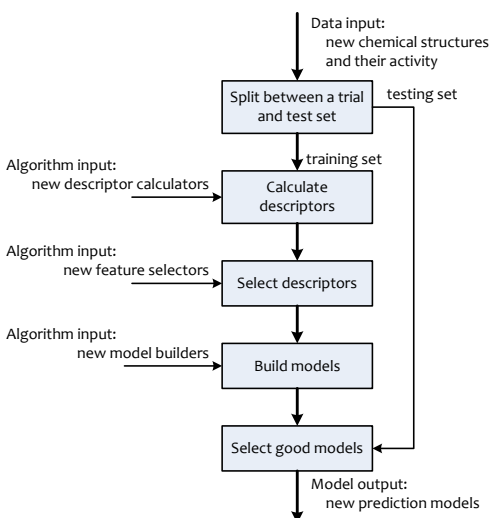 Data input:
new chemical structures
and their activity
Split between a trial
and test set
testing set
training set
Algorithm input:
new descriptor calculators
Calculate
descriptors
Algorithm input:
new feature selectors
Select descriptors
Algorithm input:
new model builders
Build models
Select good models
Model output:
new prediction models